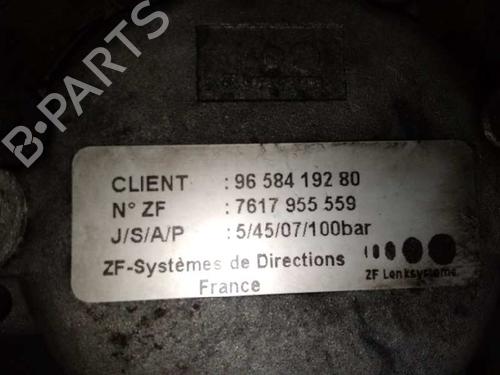 B-PARTS
CLIENT : 96 584 192 80
N° ZF : 7617 955 559
J/S/A/P : 5/45/07/100bar
ZF-Systèmes de Directions
France
ZF Lenksysteme